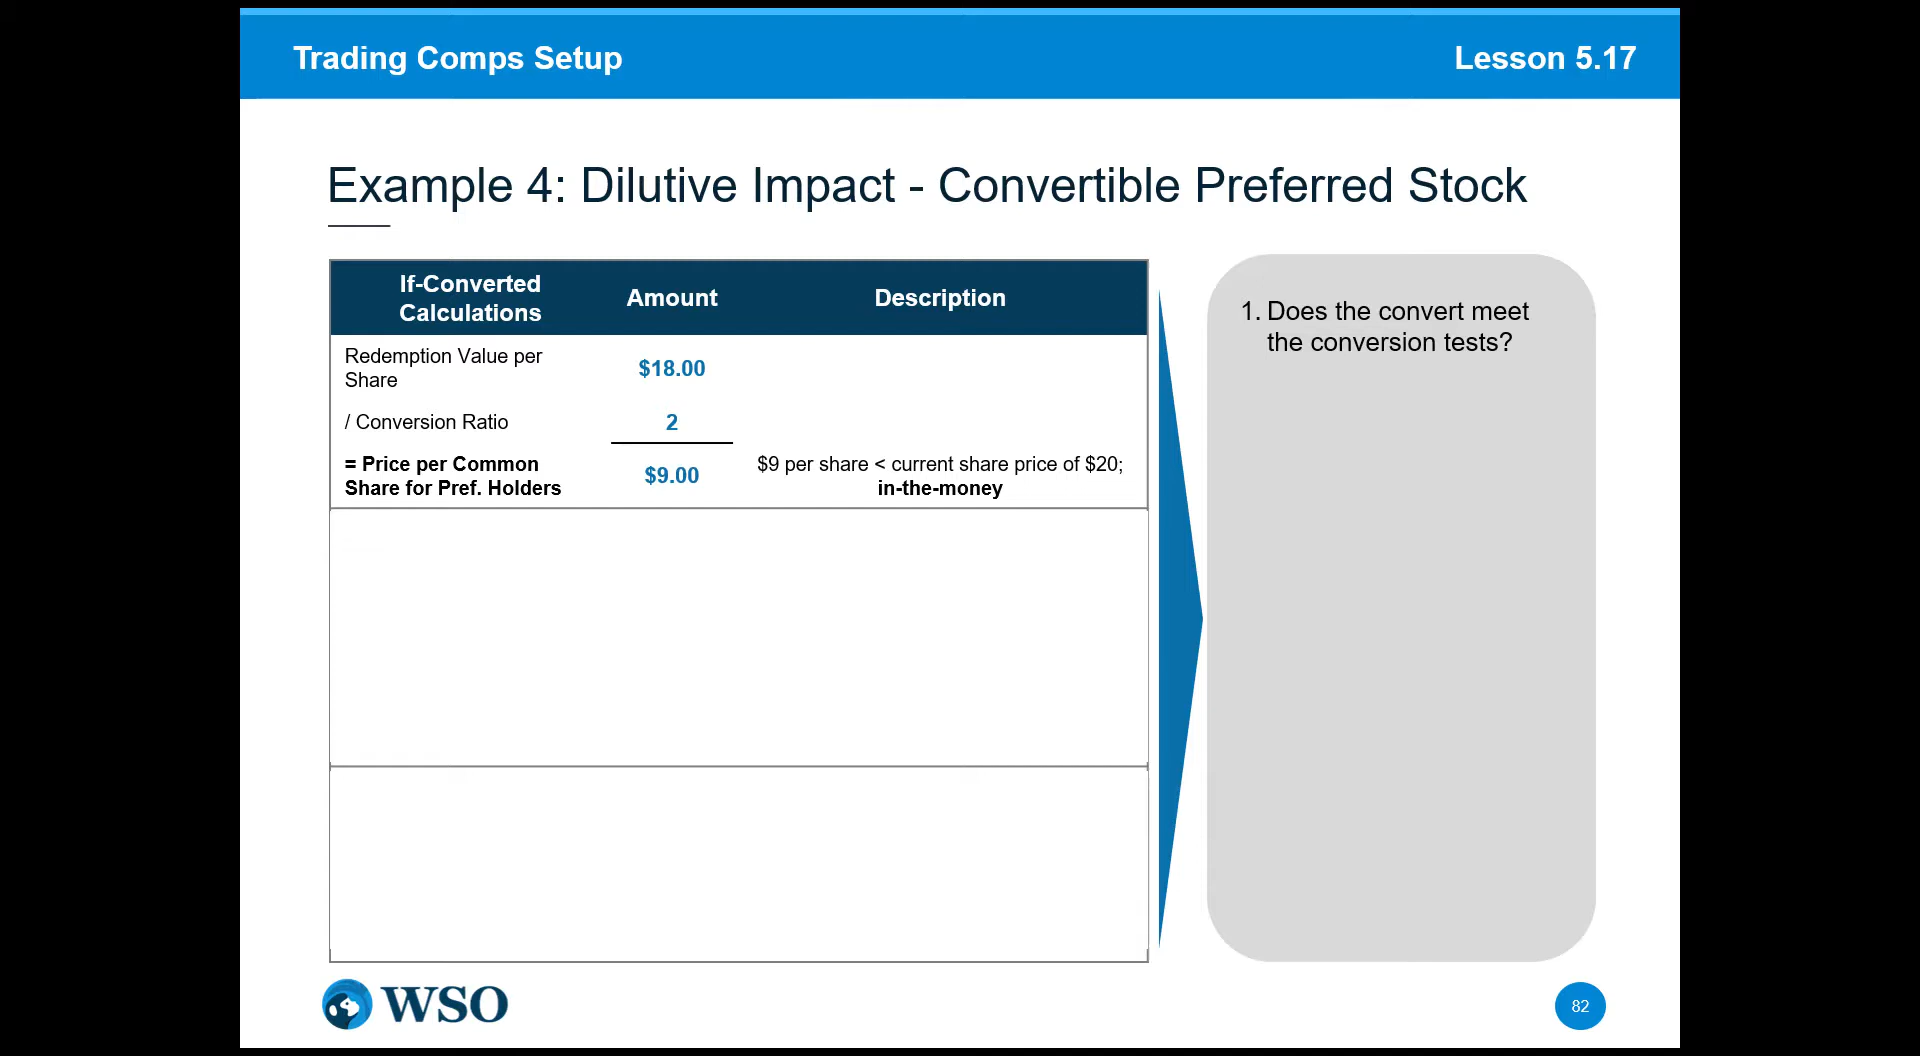 Trading Comps Setup
Lesson 5.17
Example 4: Dilutive Impact - Convertible Preferred Stock
If-Converted
Calculations
Amount
Description
Redemption Value per
Share
$18.00
/ Conversion Ratio
2
= Price per Common
Share for Pref. Holders
$9.00
$9 per share < current share price of $20;
in-the-money
1. Does the convert meet
the conversion tests?
WSO
82